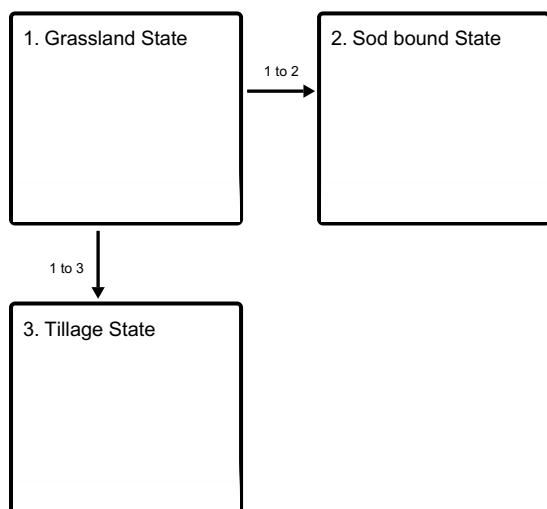 1. Grassland State
2. Sod bound State
1 to 2
1 to 3
3. Tillage State